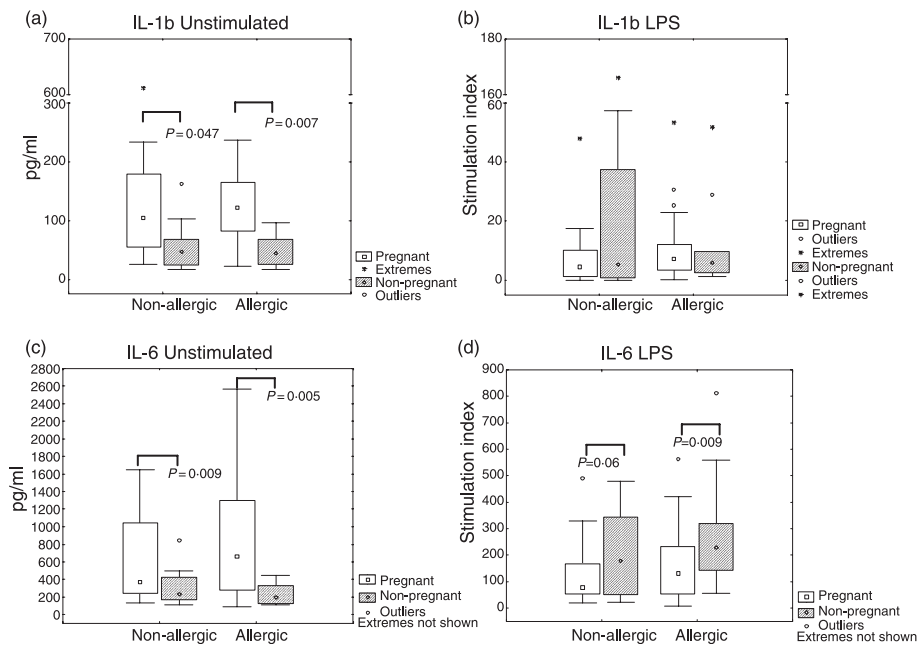 (a)
IL-1b Unstimulated
700
600
300
200
100
0
pg/ml
P=0·047
P=0·007
Non-allergic
Allergic
Pregnant
Extremes
Non-pregnant
Outliers
(b)
IL-1b LPS
180
160
60
40
20
0
Stimulation index
Non-allergic
Allergic
Pregnant
Outliers
Extremes
Non-pregnant
Outliers
Extremes
(c)
IL-6 Unstimulated
2800
2600
2400
2200
2000
1800
1600
1400
1200
1000
800
600
400
200
0
pg/ml
P=0·009
P=0·005
Non-allergic
Allergic
Pregnant
Non-pregnant
Outliers
Extremes not shown
(d)
IL-6 LPS
900
800
700
600
500
400
300
200
100
0
Stimulation index
P=0·06
P=0·009
Non-allergic
Allergic
Pregnant
Non-pregnant
Outliers
Extremes not shown